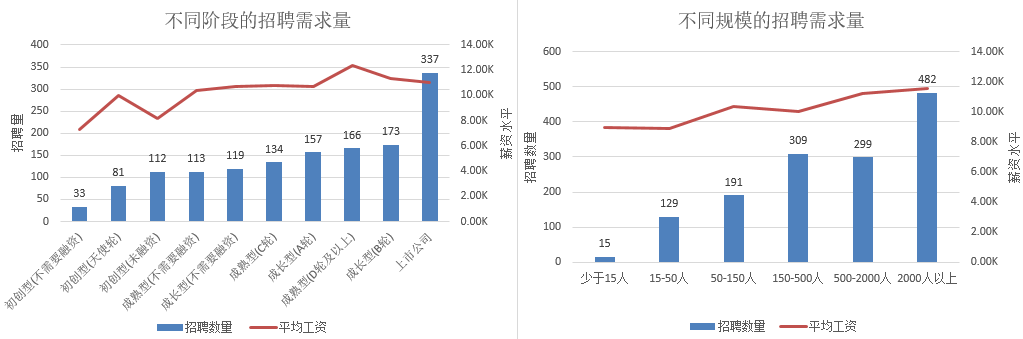 不同阶段的招聘需求量
400
350
300
250
200
150
100
50
0
招聘量
14.00K
12.00K
10.00K
8.00K
6.00K
4.00K
2.00K
0.00K
薪资水平
33
81
112
113
119
134
157
166
173
337
初创型(不需要融资)
初创型(天使轮)
初创型(未融资)
成熟型(不需要融资)
成长型(不需要融资)
成熟型(C轮)
成长型(A轮)
成熟型(D轮及以上)
成长型(B轮)
上市公司
招聘数量
平均工资
不同规模的招聘需求量
600
500
400
300
200
100
0
招聘数量
14.00K
12.00K
10.00K
8.00K
6.00K
4.00K
2.00K
0.00K
薪资水平
15
129
191
309
299
482
少于15人
15-50人
50-150人
150-500人
500-2000人
2000人以上
招聘数量
平均工资